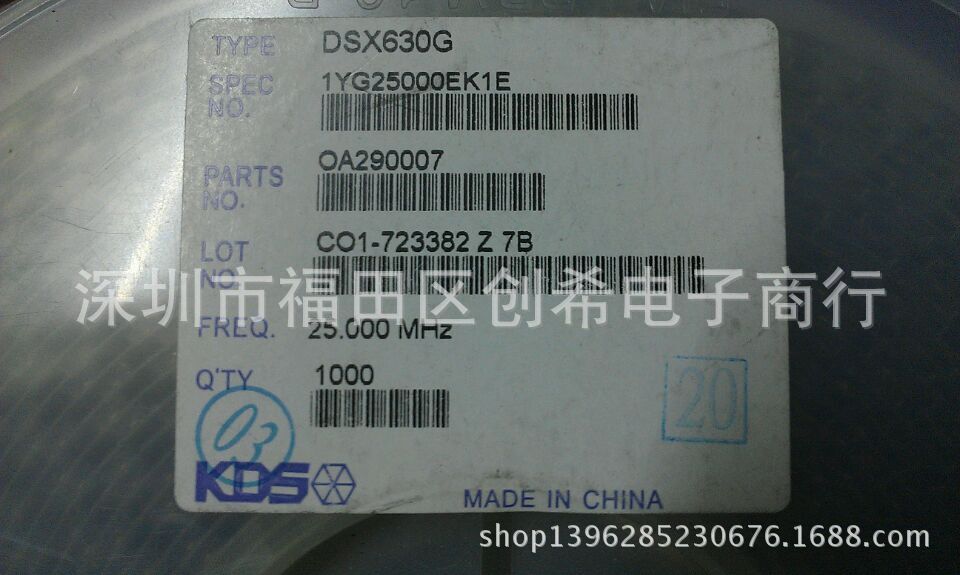 TYPE DSX630G
SPEC NO. 1YG25000EK1E
PARTS NO. OA290007
LOT NO. CO1-723382 Z 7B
深圳市福田区创希电子商行
FREQ. 25.000 MHz
Q'TY 1000
03
20
KDS
MADE IN CHINA
shop1396285230676.1688.com